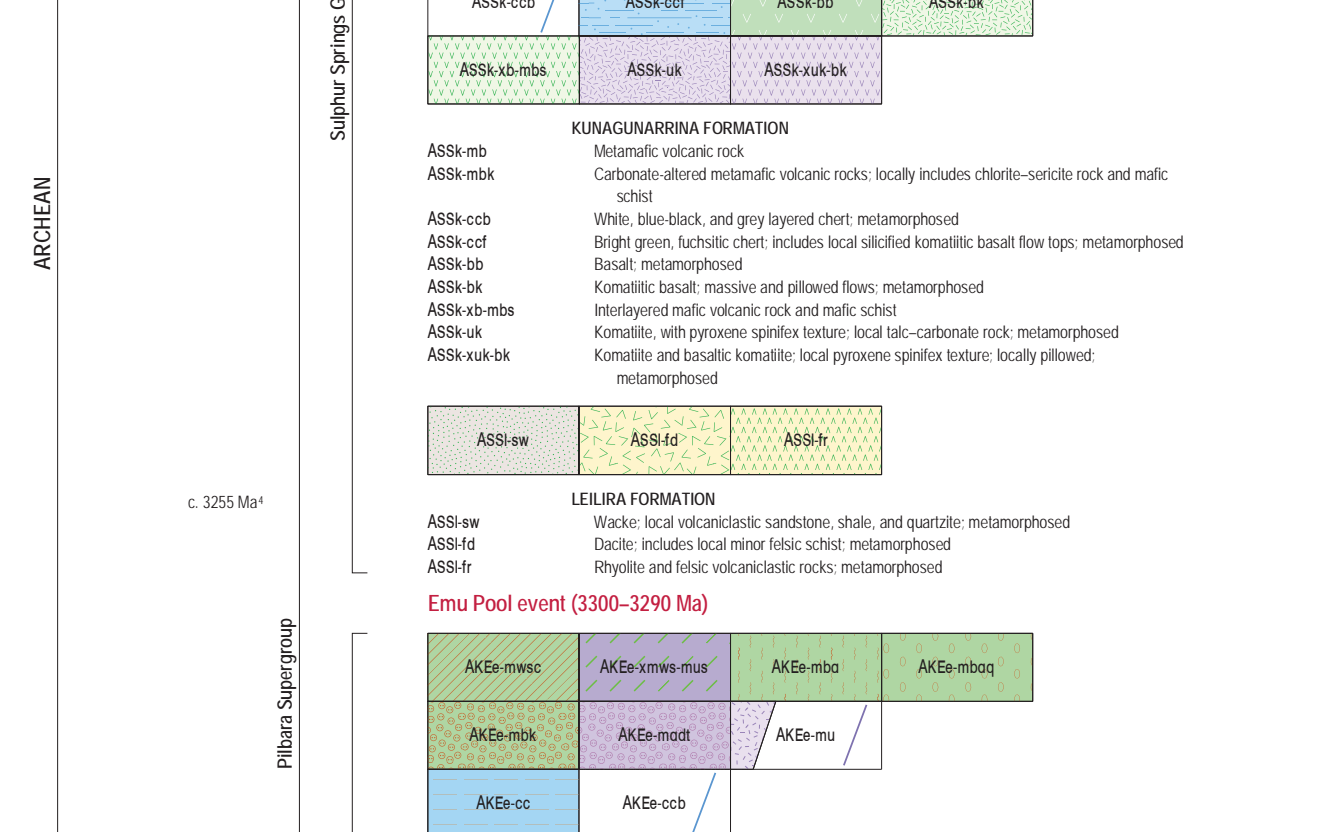 ASSk-ccb
ASSk-ccf
ASSk-bb
ASSk-bk
Sulphur Springs G
ASSk-xb-mbs
ASSk-uk
ASSk-xuk-bk
KUNAGUNARRINA FORMATION
ASSk-mb Metamafic volcanic rock
ASSk-mbk Carbonate-altered metamafic volcanic rocks; locally includes chlorite–sericite rock and mafic
schist
ASSk-ccb White, blue-black, and grey layered chert; metamorphosed
ASSk-ccf Bright green, fuchsitic chert; includes local silicified komatiitic basalt flow tops; metamorphosed
ASSk-bb Basalt; metamorphosed
ASSk-bk Komatiitic basalt; massive and pillowed flows; metamorphosed
ASSk-xb-mbs Interlayered mafic volcanic rock and mafic schist
ASSk-uk Komatiite, with pyroxene spinifex texture; local talc–carbonate rock; metamorphosed
ASSk-xuk-bk Komatiite and basaltic komatiite; local pyroxene spinifex texture; locally pillowed;
metamorphosed
ARCHEAN
ASSl-sw
ASSl-fd
ASSl-fr
c. 3255 Ma⁴
LEILIRA FORMATION
ASSl-sw Wacke; local volcaniclastic sandstone, shale, and quartzite; metamorphosed
ASSl-fd Dacite; includes local minor felsic schist; metamorphosed
ASSl-fr Rhyolite and felsic volcaniclastic rocks; metamorphosed
Emu Pool event (3300–3290 Ma)
Pilbara Supergroup
AKEe-mwsc
AKEe-xmws-mus
AKEe-mba
AKEe-mbaq
AKEe-mbk
AKEe-madt
AKEe-mu
AKEe-cc
AKEe-ccb